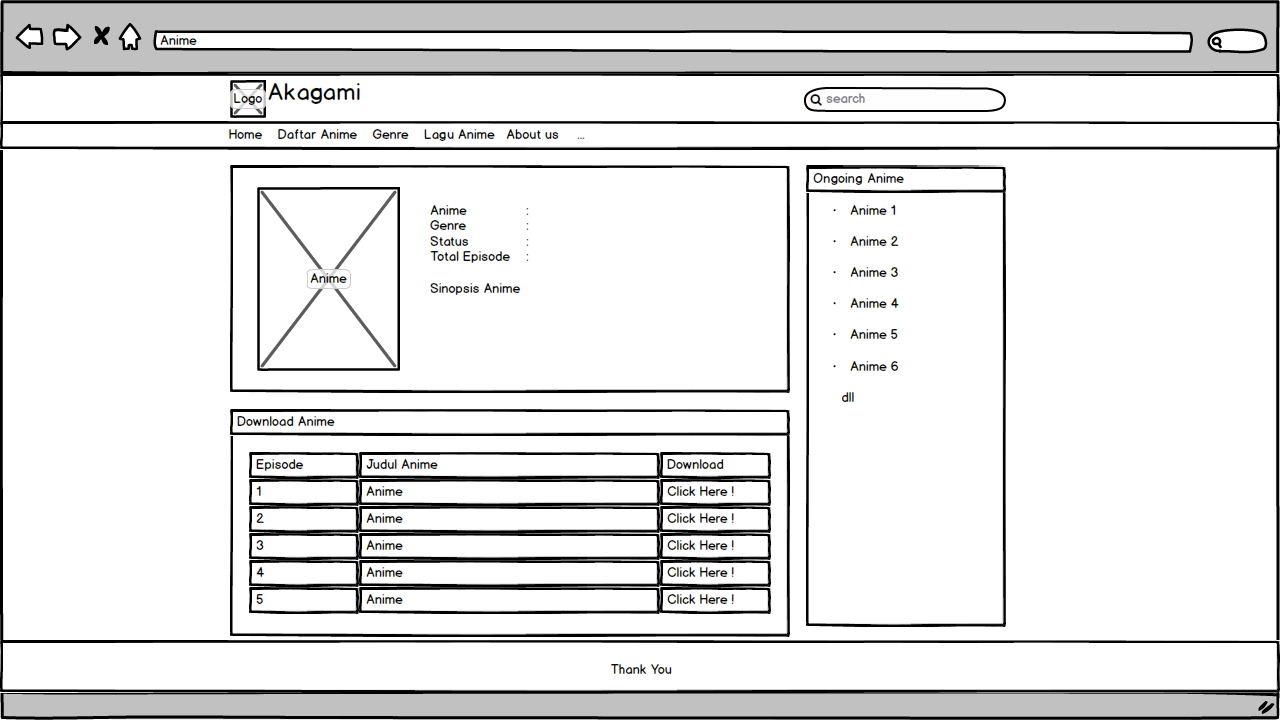 Anime
Logo Akagami
search
Home Daftar Anime Genre Lagu Anime About us ...
Anime
Anime :
Genre :
Status :
Total Episode :
Sinopsis Anime
Ongoing Anime
· Anime 1
· Anime 2
· Anime 3
· Anime 4
· Anime 5
· Anime 6
dll
Download Anime
Episode Judul Anime Download
1 Anime Click Here !
2 Anime Click Here !
3 Anime Click Here !
4 Anime Click Here !
5 Anime Click Here !
Thank You